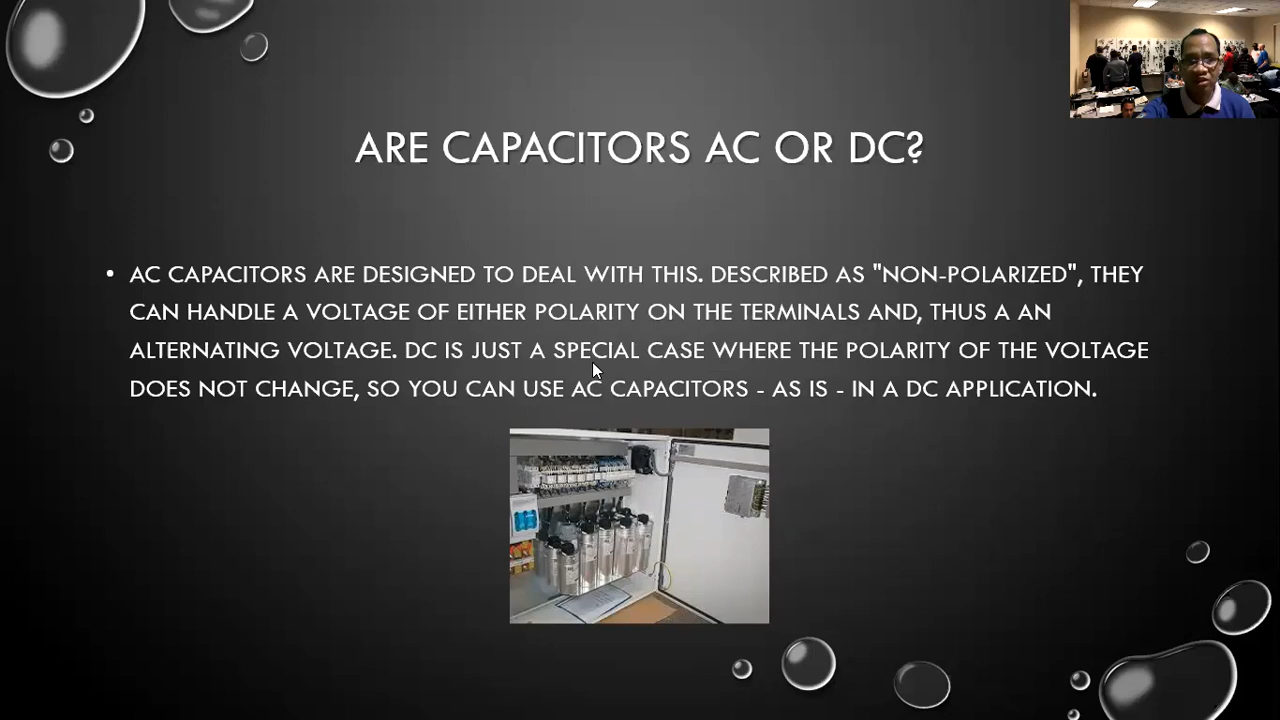 ARE CAPACITORS AC OR DC?
• AC CAPACITORS ARE DESIGNED TO DEAL WITH THIS. DESCRIBED AS "NON-POLARIZED", THEY
CAN HANDLE A VOLTAGE OF EITHER POLARITY ON THE TERMINALS AND, THUS A AN
ALTERNATING VOLTAGE. DC IS JUST A SPECIAL CASE WHERE THE POLARITY OF THE VOLTAGE
DOES NOT CHANGE, SO YOU CAN USE AC CAPACITORS - AS IS - IN A DC APPLICATION.